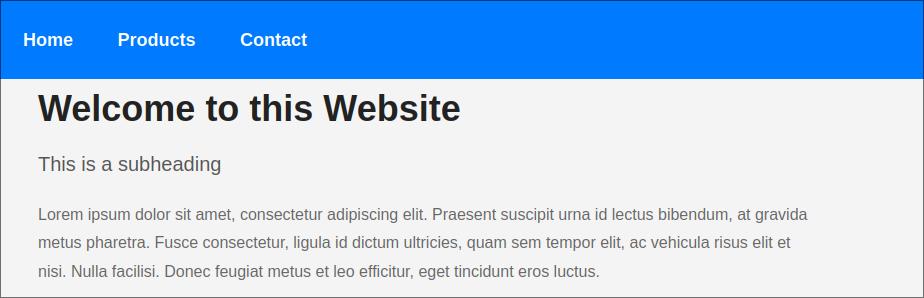 Home Products Contact
Welcome to this Website
This is a subheading
Lorem ipsum dolor sit amet, consectetur adipiscing elit. Praesent suscipit urna id lectus bibendum, at gravida
metus pharetra. Fusce consectetur, ligula id dictum ultricies, quam sem tempor elit, ac vehicula risus elit et
nisi. Nulla facilisi. Donec feugiat metus et leo efficitur, eget tincidunt eros luctus.